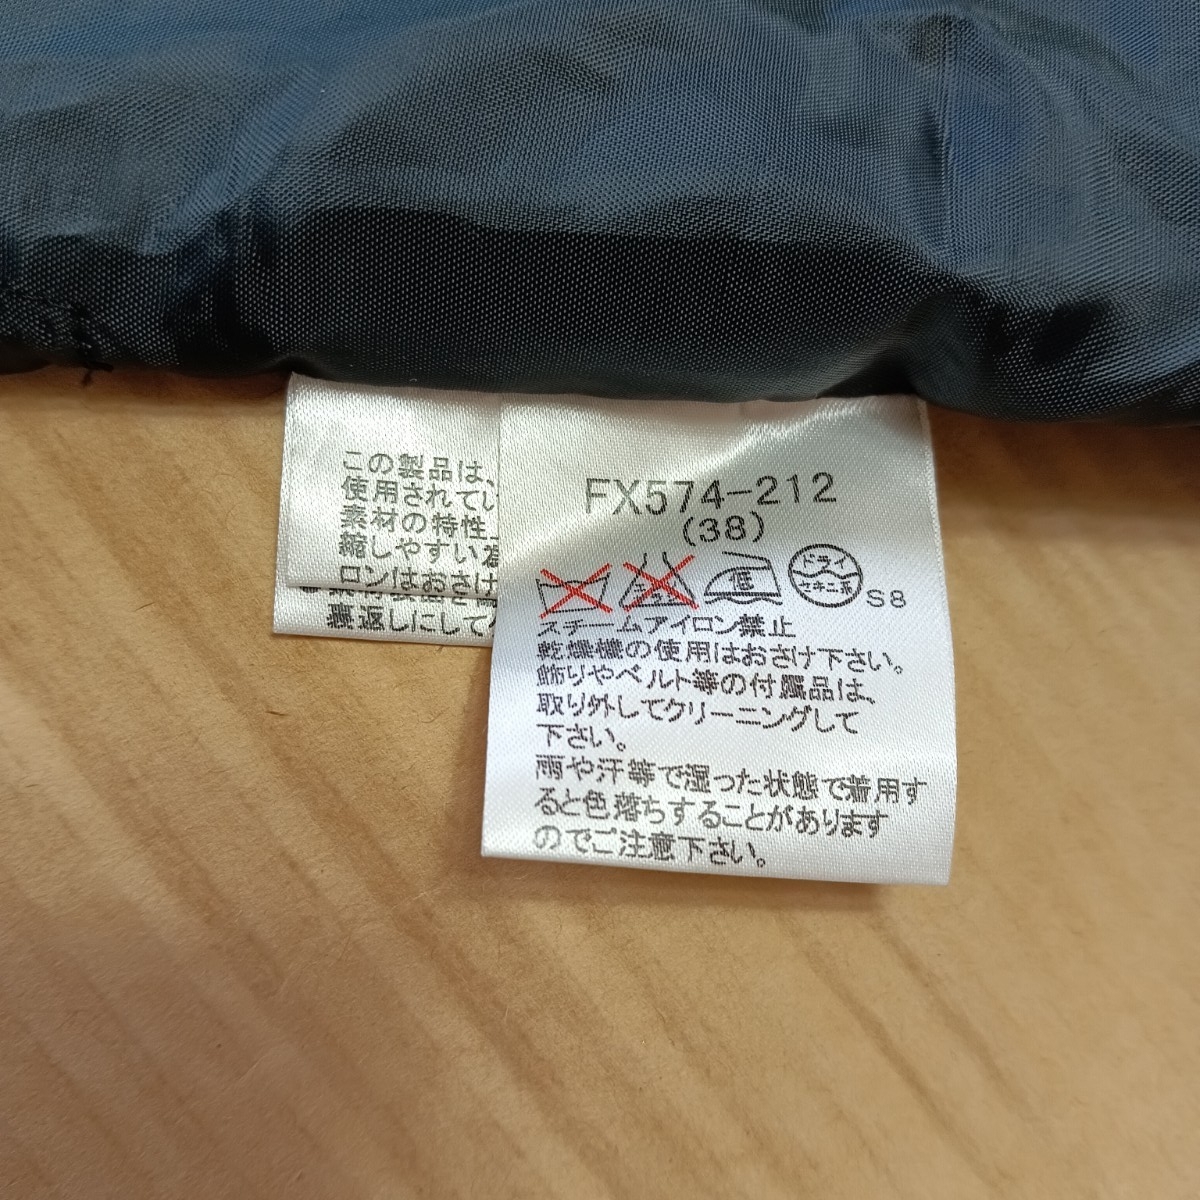 この製品は、
使用されてい
素材の特性
縮しやすい為
ロンはおさけ
裏返しにして
FX574-212
(38)
低
ドライ
セキユ系
S8
スチームアイロン禁止
乾燥機の使用はおさけ下さい。
飾りやベルト等の付属品は、
取り外してクリーニングして
下さい。
雨や汗等で湿った状態で着用す
ると色落ちすることがあります
のでご注意下さい。